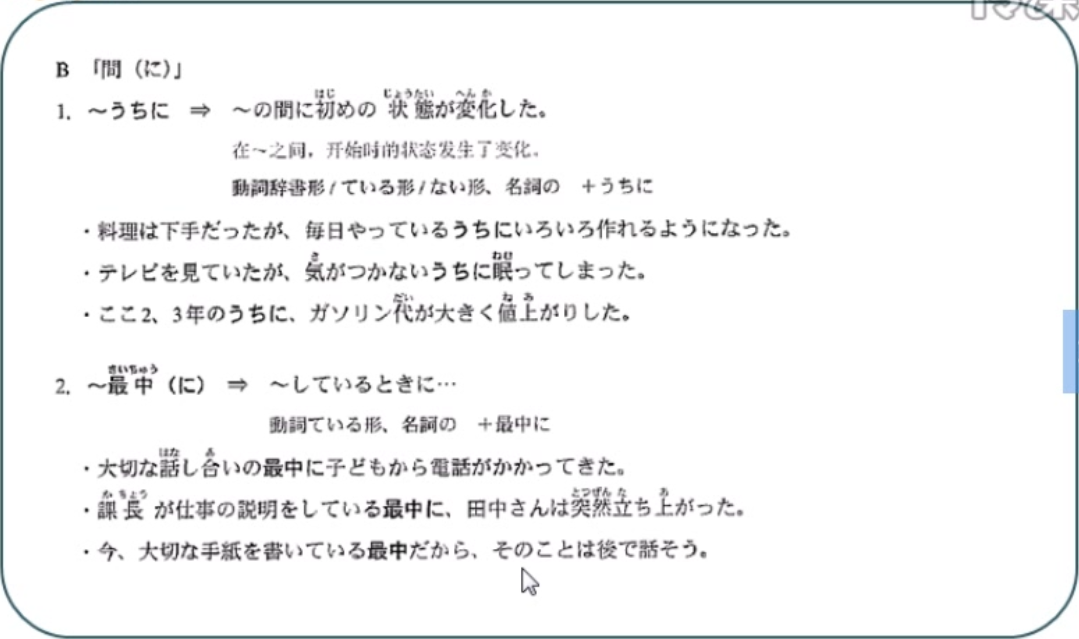 B 「間（に）」
1. ～うちに ⇒ ～の間に初めの 状態が変化した。
在～之间，开始时的状态发生了变化。
動詞辞書形/ている形/ない形、名詞の ＋うちに
・料理は下手だったが、毎日やっているうちにいろいろ作れるようになった。
・テレビを見ていたが、気がつかないうちに眠ってしまった。
・ここ2、3年のうちに、ガソリン代が大きく値上がりした。
2. ～最中（に） ⇒ ～しているときに…
動詞ている形、名詞の ＋最中に
・大切な話し合いの最中に子どもから電話がかかってきた。
・課長 が仕事の説明をしている最中に、田中さんは突然立ち上がった。
・今、大切な手紙を書いている最中だから、そのことは後で話そう。